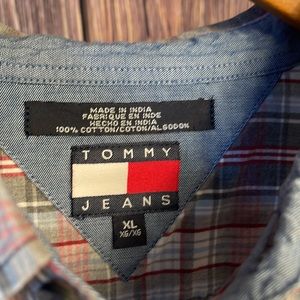 MADE IN INDIA
FABRIQUE EN INDE
HECHO EN INDIA
100% COTTON/COTON/ALGODON
TOMMY
JEANS
XL
XG/XG